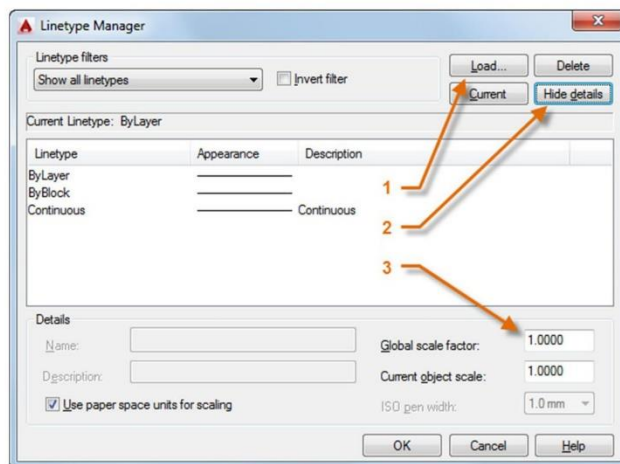 Linetype Manager
Linetype filters
Show all linetypes
Invert filter
Load...
Delete
Current
Hide details
Current Linetype: ByLayer
Linetype Appearance Description
ByLayer
ByBlock
Continuous Continuous
1
2
3
Details
Name:
Description:
Use paper space units for scaling
Global scale factor: 1.0000
Current object scale: 1.0000
ISO pen width: 1.0 mm
OK Cancel Help